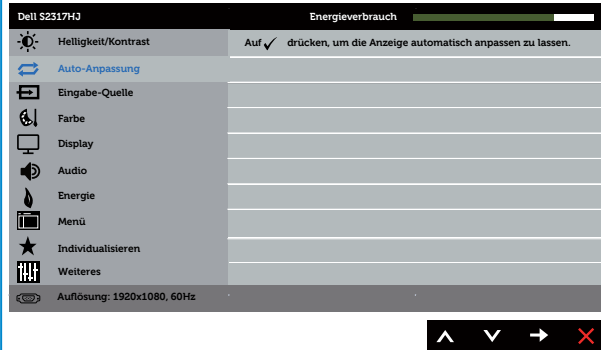 Dell S2317HJ Energieverbrauch
Helligkeit/Kontrast Auf ✓ drücken, um die Anzeige automatisch anpassen zu lassen.
Auto-Anpassung
Eingabe-Quelle
Farbe
Display
Audio
Energie
Menü
Individualisieren
Weiteres
Auflösung: 1920x1080, 60Hz